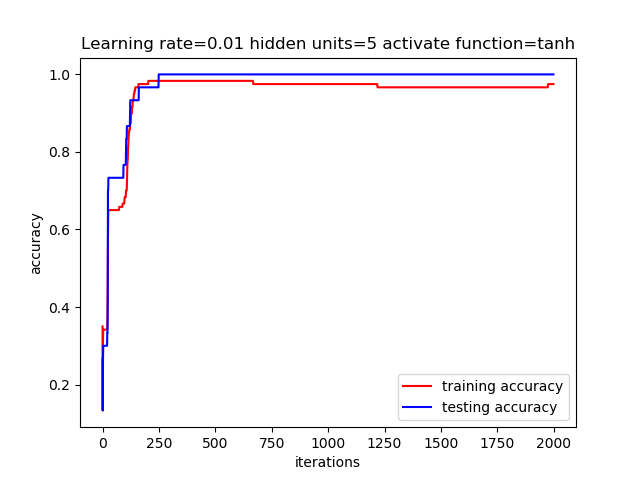 Learning rate=0.01 hidden units=5 activate function=tanh
1.0
0.8
0.6
0.4
0.2
accuracy
training accuracy
testing accuracy
0 250 500 750 1000 1250 1500 1750 2000
iterations